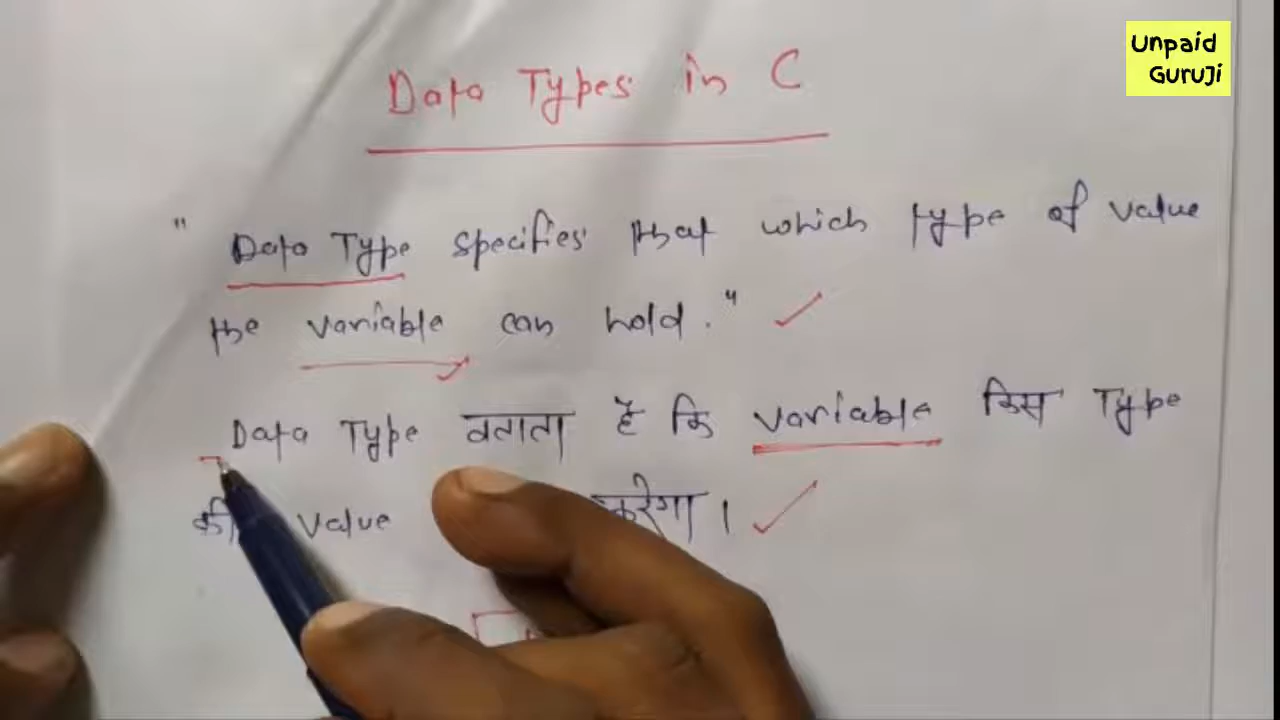 Unpaid
GuruJi
Data Types in C
" Data Type specifies that which type of value
the variable can hold."
Data Type बताता है कि variable किस Type
की value करेगा।